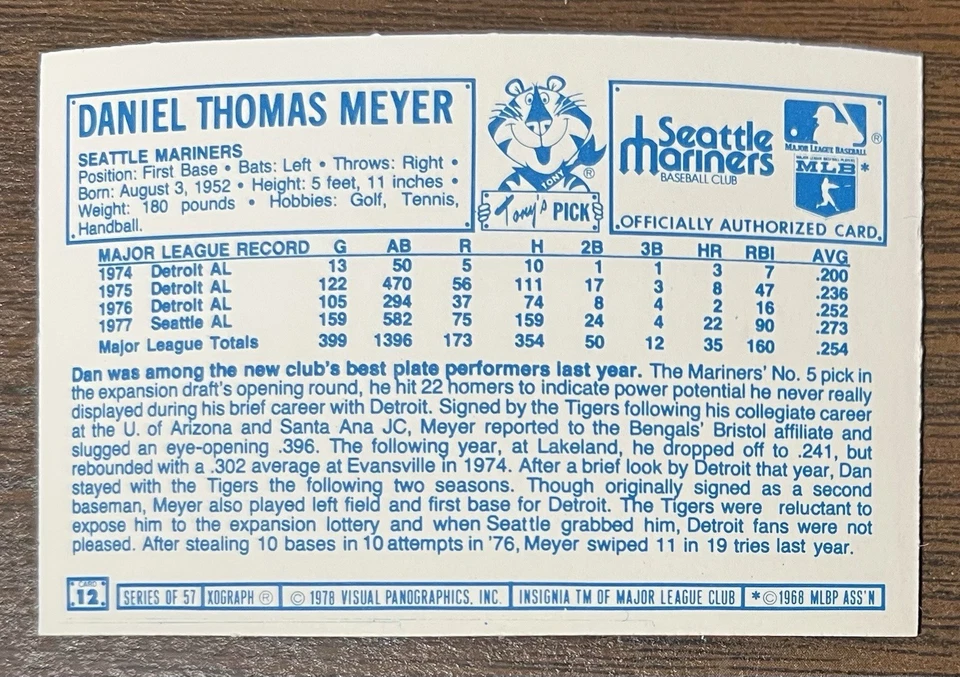 DANIEL THOMAS MEYER
SEATTLE MARINERS
Position: First Base • Bats: Left • Throws: Right •
Born: August 3, 1952 • Height: 5 feet, 11 inches •
Weight: 180 pounds • Hobbies: Golf, Tennis,
Handball.
TONY
®
Tony's PICK
Seattle
Mariners
BASEBALL CLUB
®
MAJOR LEAGUE BASEBALL
MAJOR LEAGUE BASEBALL PLAYERS
MLB *
OFFICIALLY AUTHORIZED CARD.
MAJOR LEAGUE RECORD G AB R H 2B 3B HR RBI AVG
1974 Detroit AL 13 50 5 10 1 1 3 7 .200
1975 Detroit AL 122 470 56 111 17 3 8 47 .236
1976 Detroit AL 105 294 37 74 8 4 2 16 .252
1977 Seattle AL 159 582 75 159 24 4 22 90 .273
Major League Totals 399 1396 173 354 50 12 35 160 .254
Dan was among the new club's best plate performers last year. The Mariners' No. 5 pick in
the expansion draft's opening round, he hit 22 homers to indicate power potential he never really
displayed during his brief career with Detroit. Signed by the Tigers following his collegiate career
at the U. of Arizona and Santa Ana JC, Meyer reported to the Bengals' Bristol affiliate and
slugged an eye-opening .396. The following year, at Lakeland, he dropped off to .241, but
rebounded with a .302 average at Evansville in 1974. After a brief look by Detroit that year, Dan
stayed with the Tigers the following two seasons. Though originally signed as a second
baseman, Meyer also played left field and first base for Detroit. The Tigers were reluctant to
expose him to the expansion lottery and when Seattle grabbed him, Detroit fans were not
pleased. After stealing 10 bases in 10 attempts in '76, Meyer swiped 11 in 19 tries last year.
CARD
12
SERIES OF 57 XOGRAPH ® © 1978 VISUAL PANOGRAPHICS, INC. INSIGNIA TM OF MAJOR LEAGUE CLUB * © 1968 MLBP ASS'N